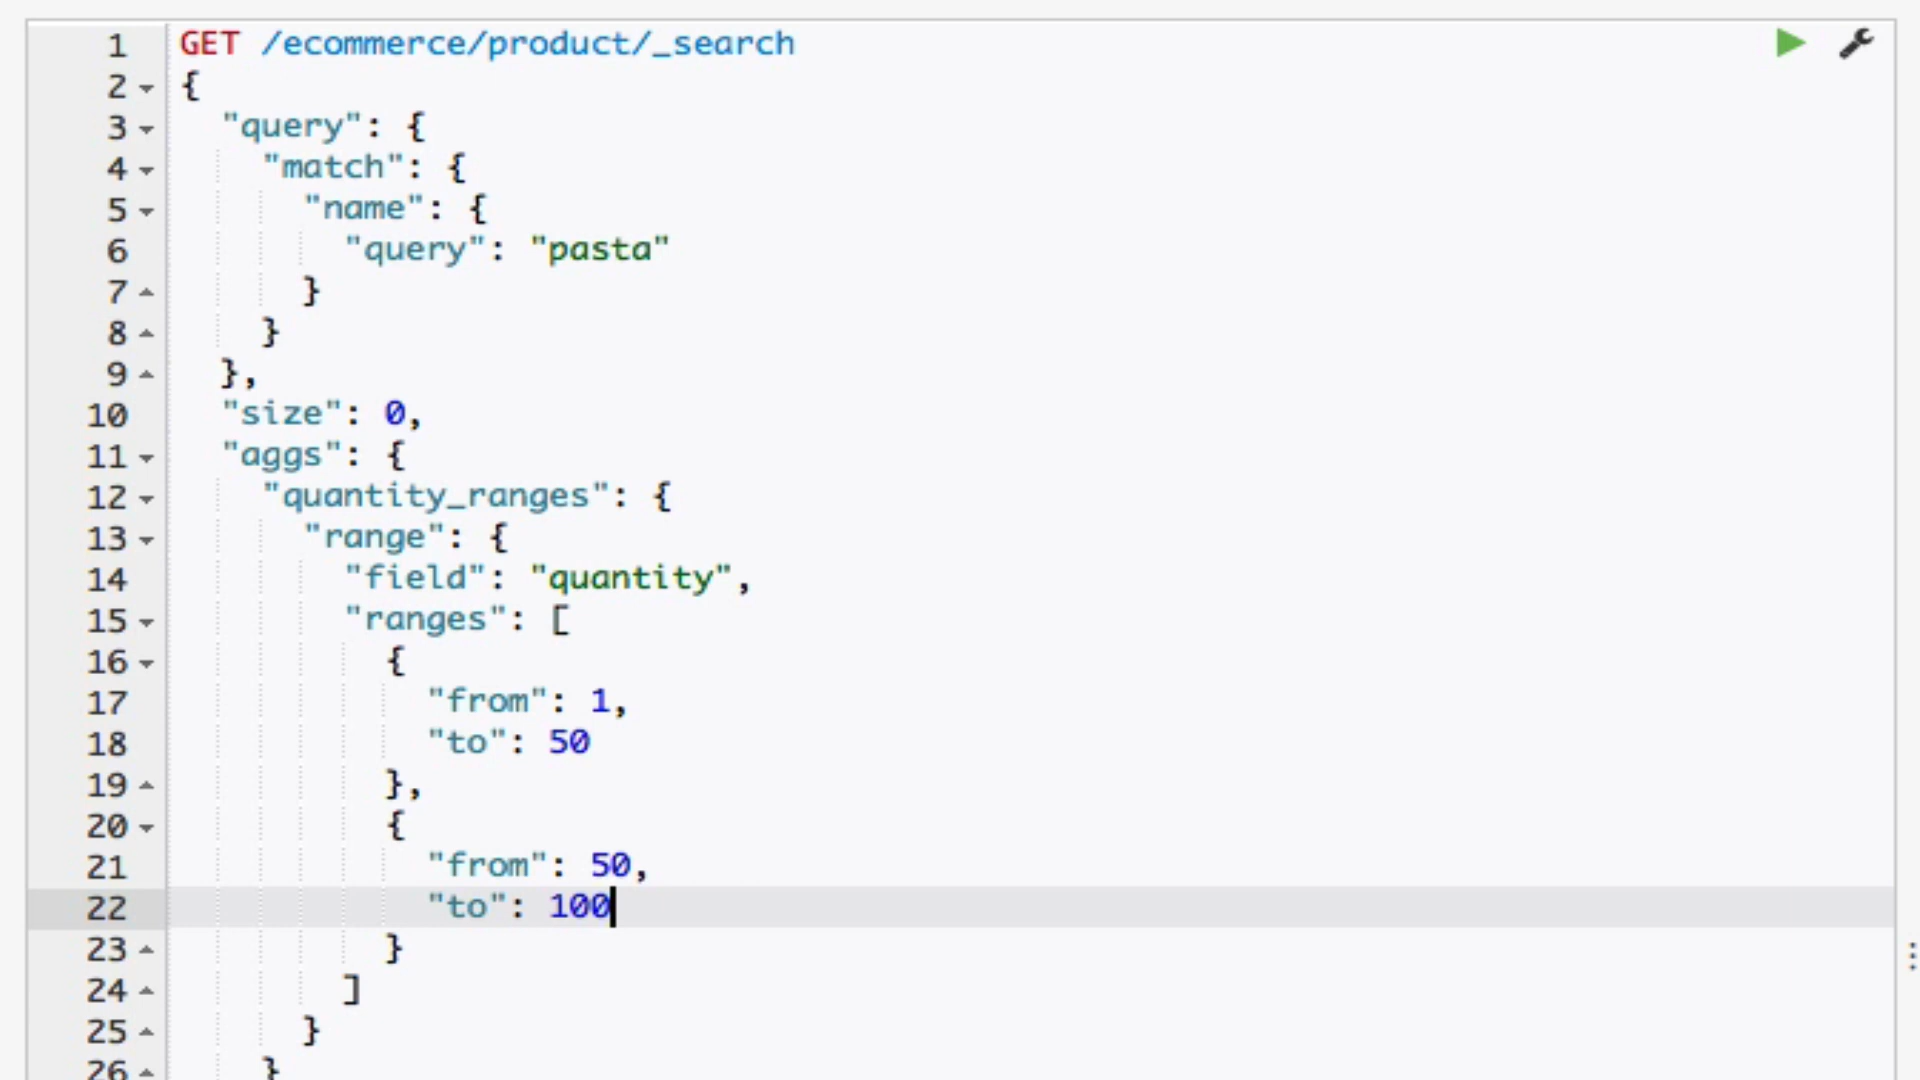 1 GET /ecommerce/product/_search
2 {
3 "query": {
4 "match": {
5 "name": {
6 "query": "pasta"
7 }
8 }
9 },
10 "size": 0,
11 "aggs": {
12 "quantity_ranges": {
13 "range": {
14 "field": "quantity",
15 "ranges": [
16 {
17 "from": 1,
18 "to": 50
19 },
20 {
21 "from": 50,
22 "to": 100
23 }
24 ]
25 }
26 }